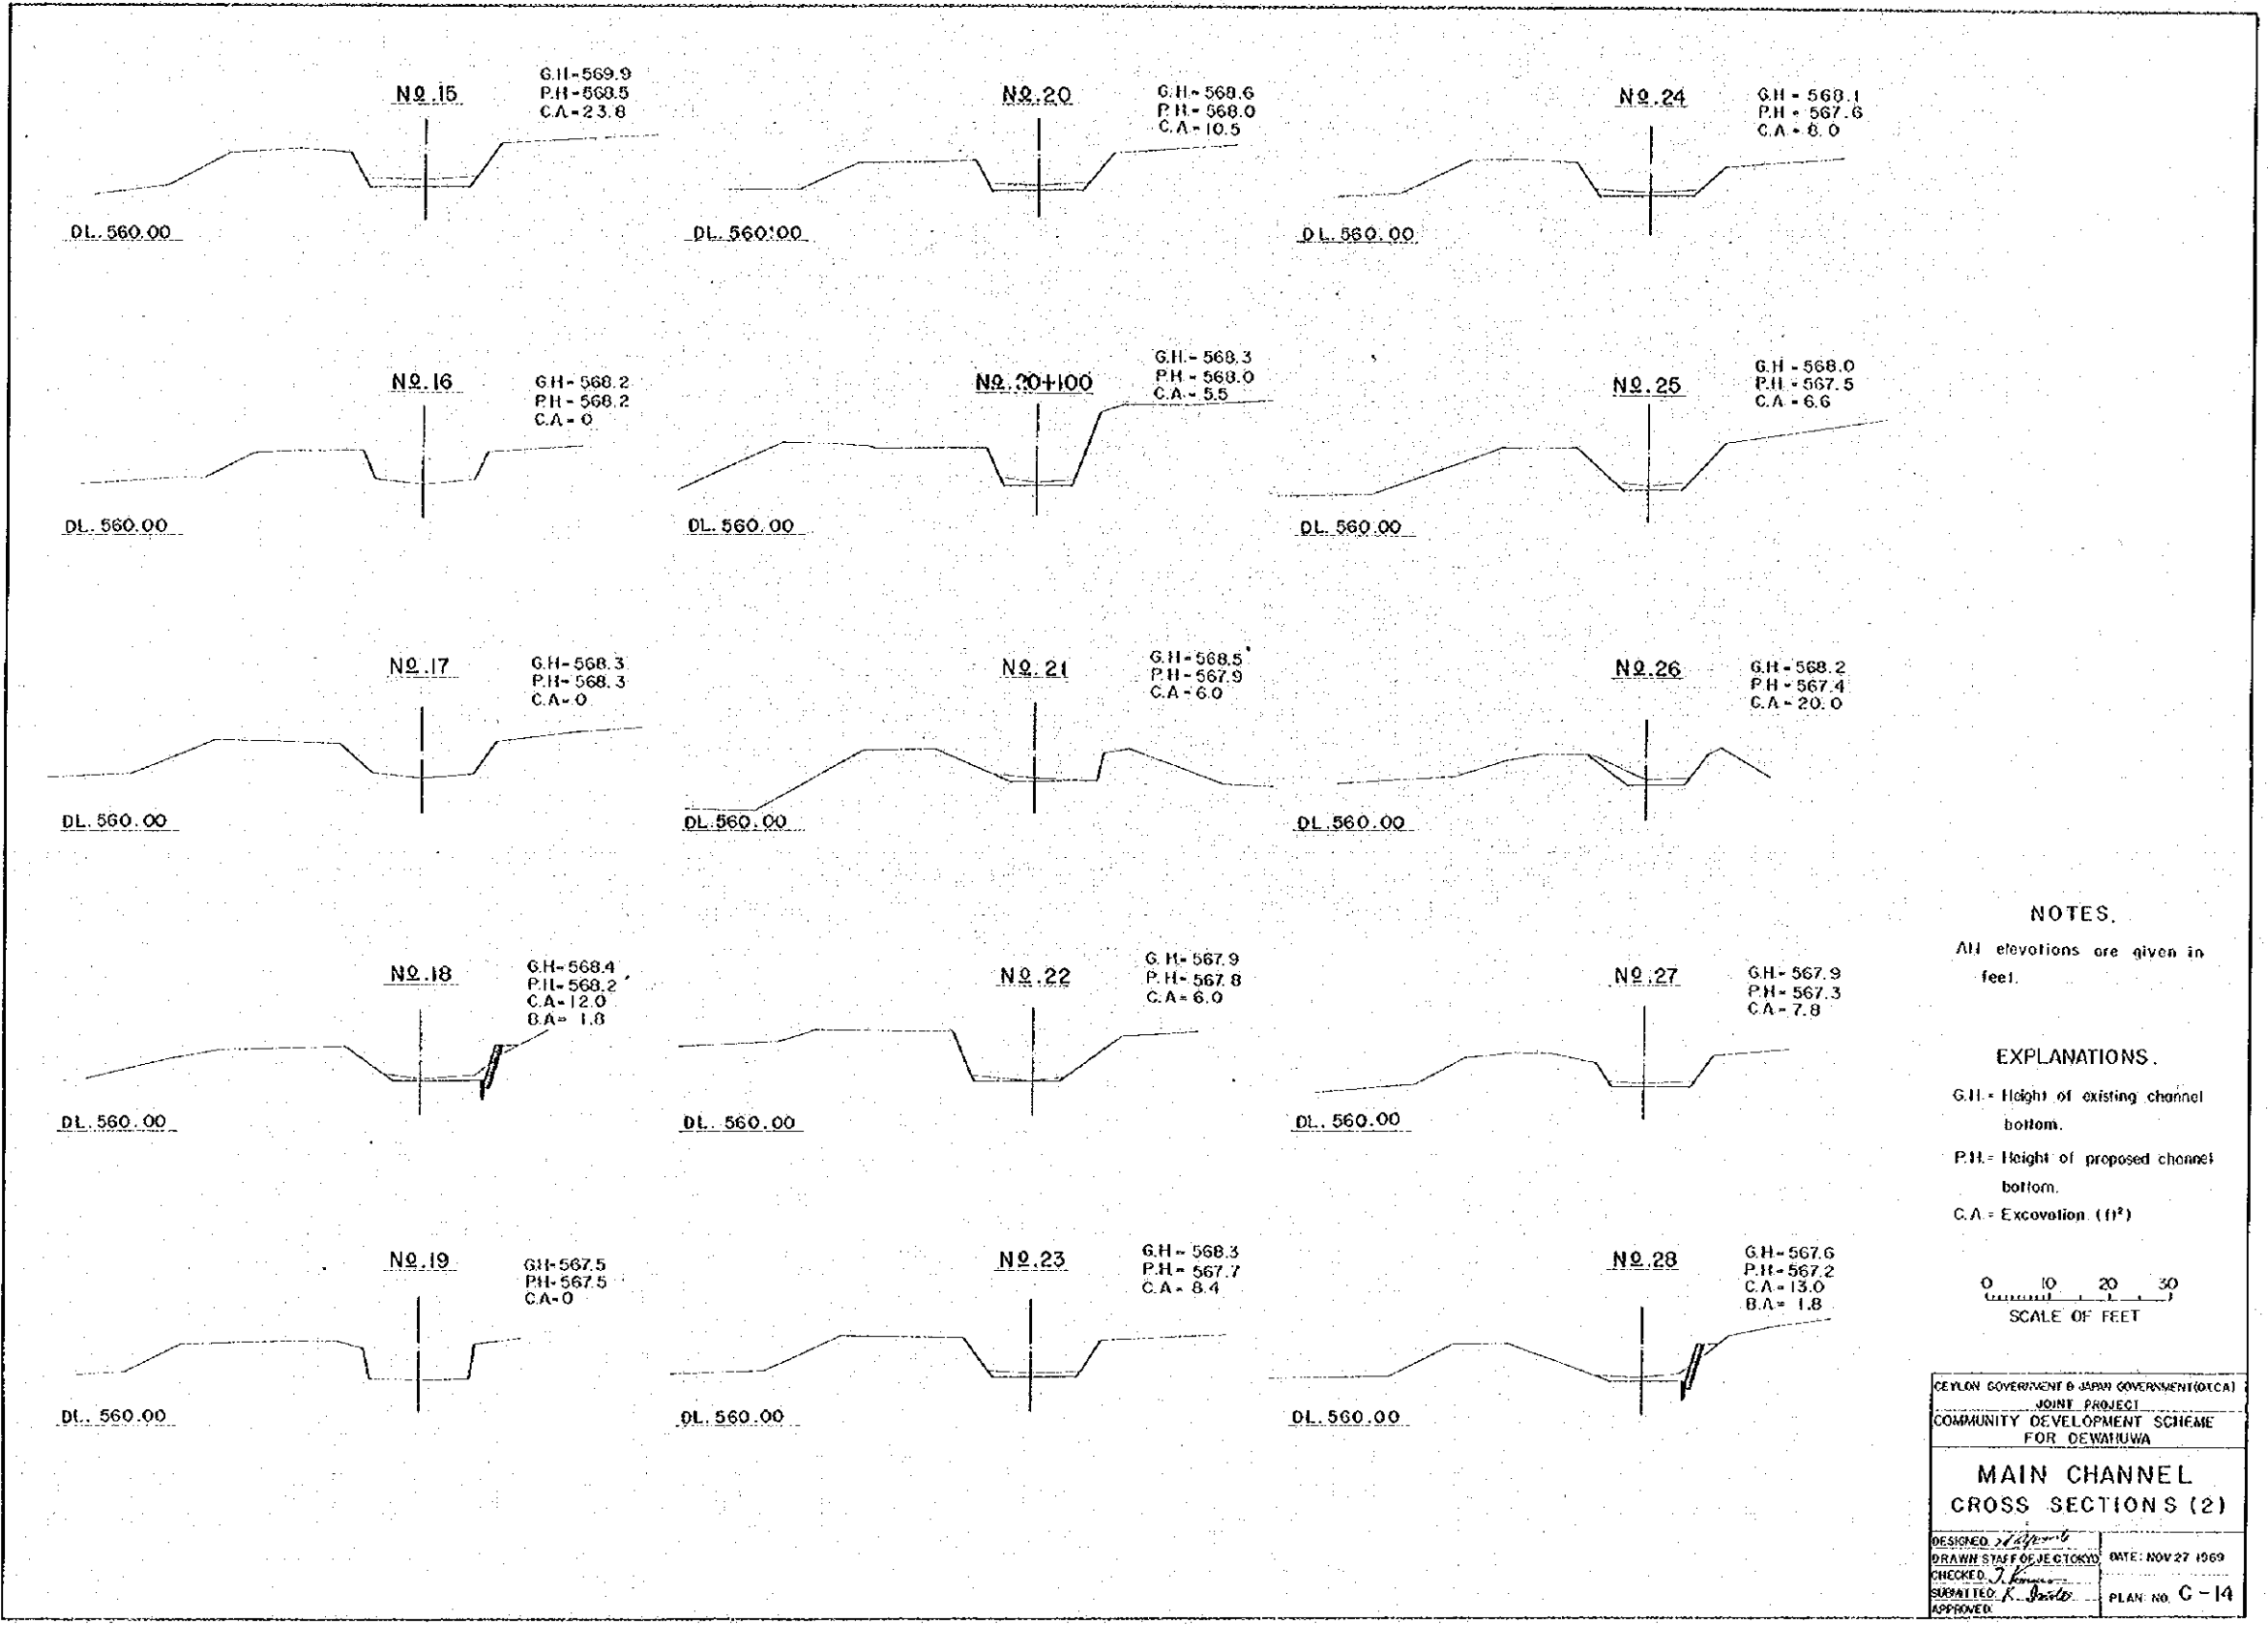 NO.15
G.H=569.9
P.H=568.5
C.A=23.8
DL.560.00
NO.16
G.H=568.2
P.H=568.2
C.A=0
DL.560.00
NO.17
G.H=568.3
P.H=568.3
C.A=0
DL.560.00
NO.18
G.H=568.4
P.H=568.2
C.A=12.0
B.A= 1.8
DL.560.00
NO.19
G.H=567.5
P.H=567.5
C.A=0
DL.560.00
NO.20
G.H=568.6
P.H=568.0
C.A=10.5
DL.560.00
NO.20+100
G.H.=568.3
P.H=568.0
C.A.=5.5
DL.560.00
NO.21
G.H=568.5
P.H=567.9
C.A=6.0
DL.560.00
NO.22
G.H=567.9
P.H=567.8
C.A=6.0
DL.560.00
NO.23
G.H=568.3
P.H.=567.7
C.A=8.4
DL.560.00
NO.24
G.H=568.1
P.H=567.6
C.A=8.0
DL.560.00
NO.25
G.H=568.0
P.H.=567.5
C.A=6.6
DL.560.00
NO.26
G.H=568.2
P.H=567.4
C.A=20.0
DL.560.00
NO.27
G.H=567.9
P.H=567.3
C.A=7.8
DL.560.00
NO.28
G.H=567.6
P.H=567.2
C.A=13.0
B.A= 1.8
DL.560.00
NOTES.
All elevations are given in
feet.
EXPLANATIONS.
G.H.= Height of existing channel
bottom.
P.H.= Height of proposed channel
bottom.
C.A.= Excavation (ft²)
0 10 20 30
SCALE OF FEET
CEYLON GOVERNMENT & JAPAN GOVERNMENT(OTCA)
JOINT PROJECT
COMMUNITY DEVELOPMENT SCHEME
FOR DEWAHUWA
MAIN CHANNEL
CROSS SECTIONS (2)
DESIGNED
DRAWN STAFF OF JEC TOKYO
CHECKED
SUBMITTED K.
APPROVED
DATE: NOV 27 1969
PLAN NO. C-14